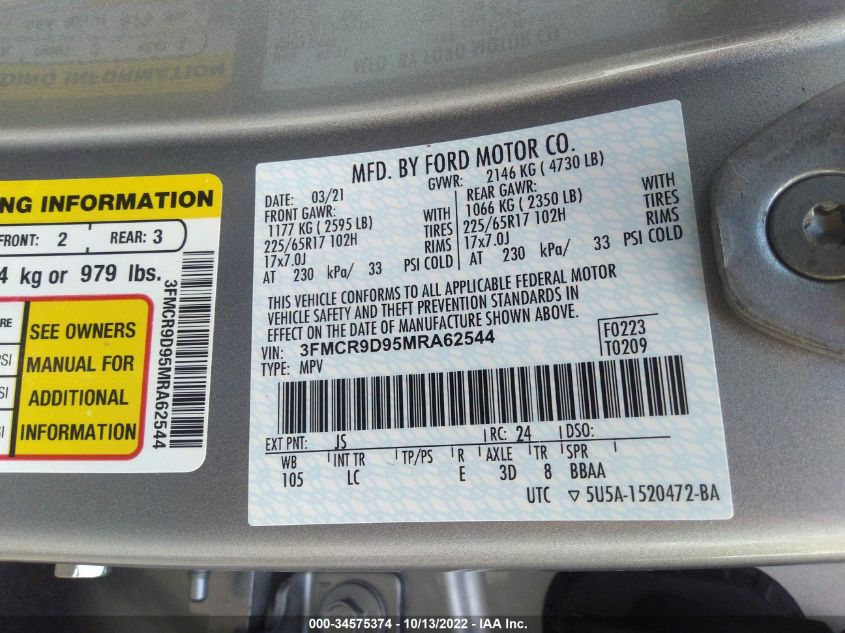 MFD. BY FORD MOTOR CO.
DATE: 03/21 GVWR: 2146 KG ( 4730 LB)
FRONT GAWR: WITH REAR GAWR: WITH
1177 KG ( 2595 LB) TIRES 1066 KG ( 2350 LB) TIRES
225/65R17 102H RIMS 225/65R17 102H RIMS
17x7.0J 17x7.0J
AT 230 kPa/ 33 PSI COLD AT 230 kPa/ 33 PSI COLD
THIS VEHICLE CONFORMS TO ALL APPLICABLE FEDERAL MOTOR
VEHICLE SAFETY AND THEFT PREVENTION STANDARDS IN
EFFECT ON THE DATE OF MANUFACTURE SHOWN ABOVE.
VIN: 3FMCR9D95MRA62544
TYPE: MPV
F0223
T0209
EXT PNT: JS RC: 24 DSO:
WB INT TR TP/PS R AXLE TR SPR
105 LC E 3D 8 BBAA
UTC ▽ 5U5A-1520472-BA
NG INFORMATION
FRONT: 2 REAR: 3
4 kg or 979 lbs.
SEE OWNERS
MANUAL FOR
ADDITIONAL
INFORMATION
3FMCR9D95MRA62544
000-34575374 | 10/13/2022 - IAA Inc.